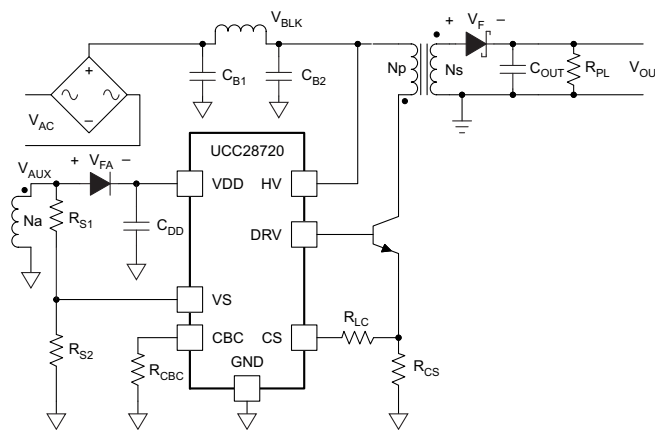 V_BLK
+ V_F –
Np
Ns
C_B1
C_B2
C_OUT
R_PL
V_OU
+
–
V_AC
UCC28720
V_AUX
+ V_FA –
VDD
HV
Na
R_S1
C_DD
DRV
VS
R_S2
CBC
CS
R_LC
GND
R_CBC
R_CS